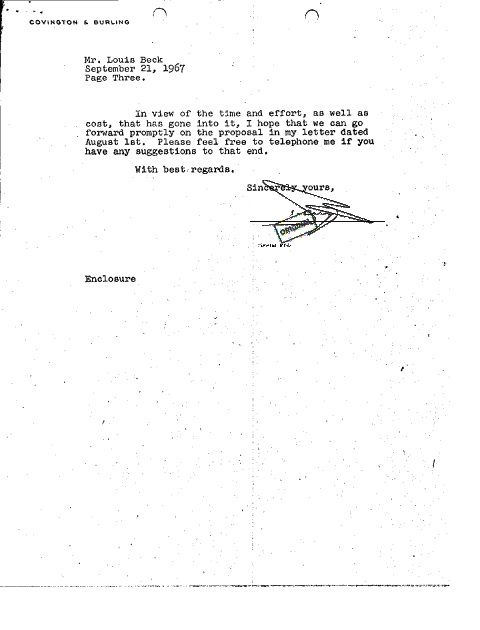 COVINGTON & BURLING
Mr. Louis Beck
September 21, 1967
Page Three.
In view of the time and effort, as well as
cost, that has gone into it, I hope that we can go
forward promptly on the proposal in my letter dated
August 1st. Please feel free to telephone me if you
have any suggestions to that end.
With best regards.
Sincerely yours,
ORIGINAL
Enclosure